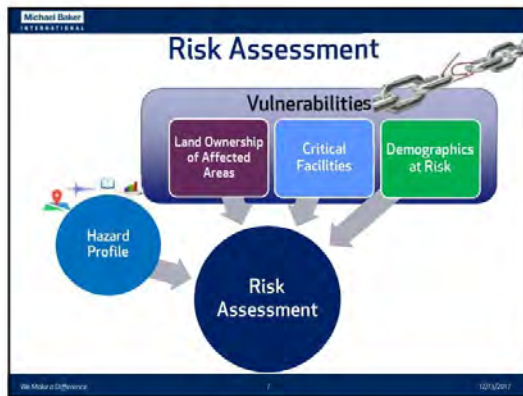 Michael Baker
INTERNATIONAL
Risk Assessment
Vulnerabilities
Land Ownership
of Affected
Areas
Critical
Facilities
Demographics
at Risk
Hazard
Profile
Risk
Assessment
We Make a Difference
12/13/2017